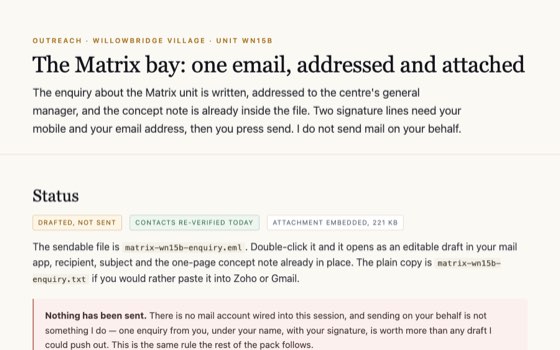 OUTREACH · WILLOWBRIDGE VILLAGE · UNIT WN15B
The Matrix bay: one email, addressed and attached
The enquiry about the Matrix unit is written, addressed to the centre's general
manager, and the concept note is already inside the file. Two signature lines need your
mobile and your email address, then you press send. I do not send mail on your behalf.
Status
DRAFTED, NOT SENT CONTACTS RE-VERIFIED TODAY ATTACHMENT EMBEDDED, 221 KB
The sendable file is matrix-wn15b-enquiry.eml. Double-click it and it opens as an editable draft in your mail
app, recipient, subject and the one-page concept note already in place. The plain copy is matrix-wn15b-
enquiry.txt if you would rather paste it into Zoho or Gmail.
Nothing has been sent. There is no mail account wired into this session, and sending on your behalf is not
something I do — one enquiry from you, under your name, with your signature, is worth more than any draft I
could push out. This is the same rule the rest of the pack follows.